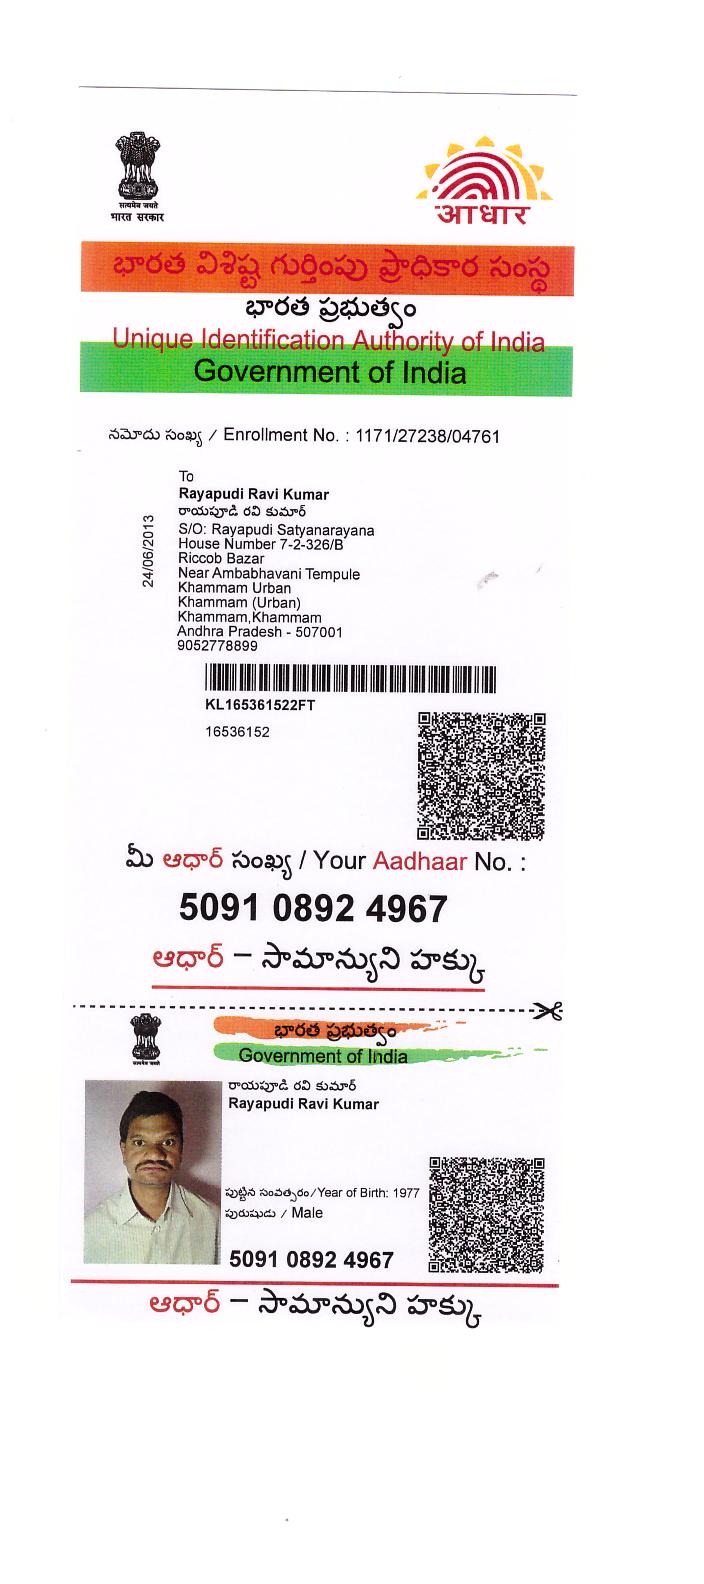 सत्यमेव जयते
भारत सरकार
आधार
భారత విశిష్ట గుర్తింపు ప్రాధికార సంస్థ
భారత ప్రభుత్వం
Unique Identification Authority of India
Government of India
నమోదు సంఖ్య / Enrollment No. : 1171/27238/04761
24/06/2013
To
Rayapudi Ravi Kumar
రాయపూడి రవి కుమార్
S/O: Rayapudi Satyanarayana
House Number 7-2-326/B
Riccob Bazar
Near Ambabhavani Tempule
Khammam Urban
Khammam (Urban)
Khammam,Khammam
Andhra Pradesh - 507001
9052778899
KL165361522FT
16536152
మీ ఆధార్ సంఖ్య / Your Aadhaar No. :
5091 0892 4967
ఆధార్ – సామాన్యుని హక్కు
భారత ప్రభుత్వం
Government of India
రాయపూడి రవి కుమార్
Rayapudi Ravi Kumar
పుట్టిన సంవత్సరం/Year of Birth: 1977
పురుషుడు / Male
5091 0892 4967
ఆధార్ – సామాన్యుని హక్కు